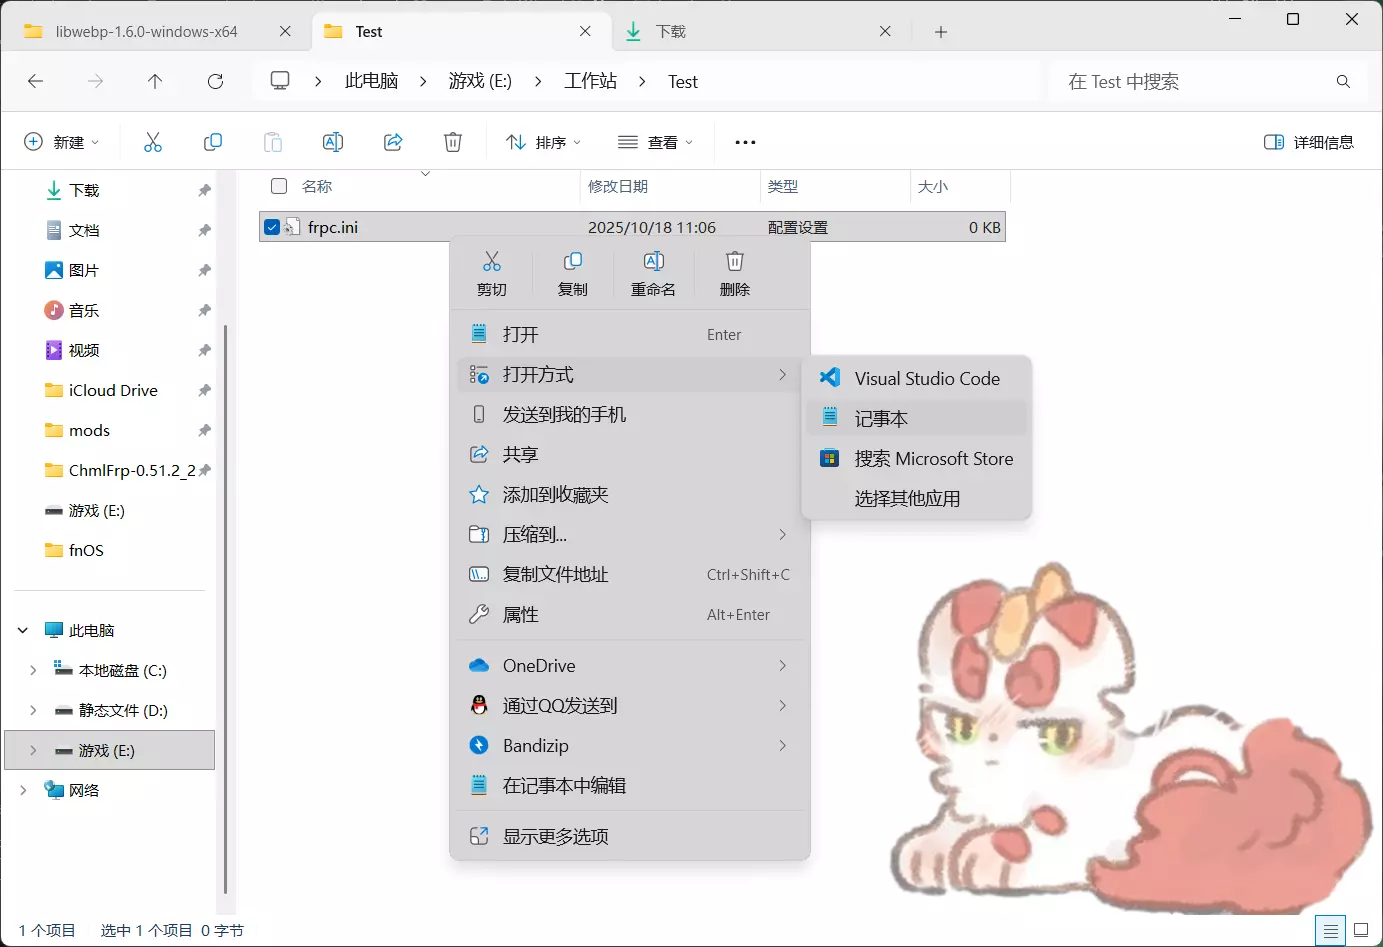 libwebp-1.6.0-windows-x64
Test
下载
此电脑 > 游戏 (E:) > 工作站 > Test
在 Test 中搜索
新建
排序
查看
详细信息
下载
文档
图片
音乐
视频
iCloud Drive
mods
ChmlFrp-0.51.2_2
游戏 (E:)
fnOS
此电脑
本地磁盘 (C:)
静态文件 (D:)
游戏 (E:)
网络
名称 修改日期 类型 大小
frpc.ini 2025/10/18 11:06 配置设置 0 KB
剪切 复制 重命名 删除
打开 Enter
打开方式
发送到我的手机
共享
添加到收藏夹
压缩到...
复制文件地址 Ctrl+Shift+C
属性 Alt+Enter
OneDrive
通过QQ发送到
Bandizip
在记事本中编辑
显示更多选项
Visual Studio Code
记事本
搜索 Microsoft Store
选择其他应用
1 个项目 选中 1 个项目 0 字节